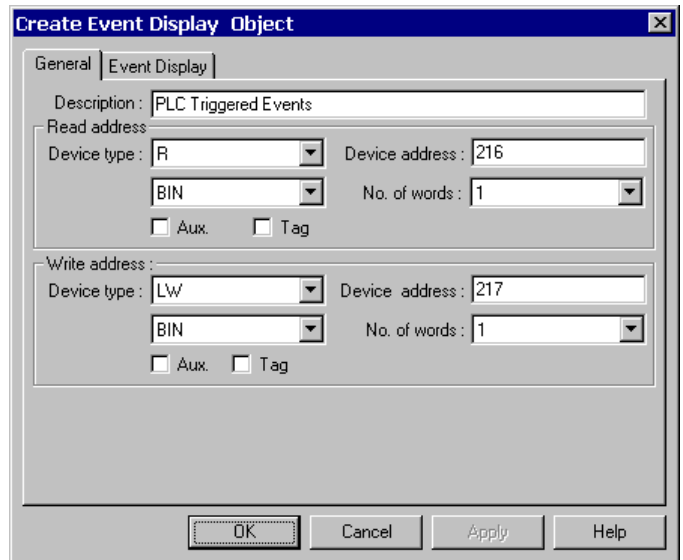 Create Event Display Object
General Event Display
Description : PLC Triggered Events
Read address
Device type : R Device address : 216
BIN No. of words : 1
Aux. Tag
Write address :
Device type : LW Device address : 217
BIN No. of words : 1
Aux. Tag
OK Cancel Apply Help